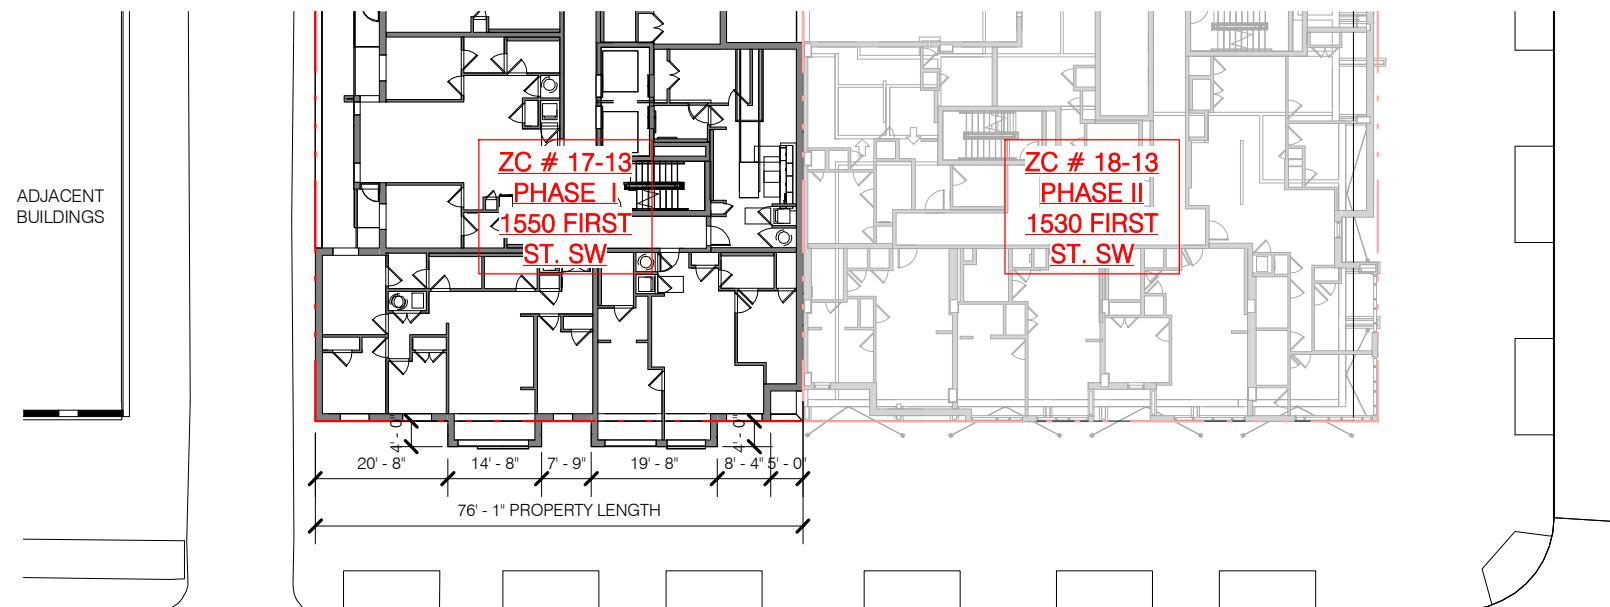 ZC # 17-13
PHASE I
1550 FIRST
ST. SW
ZC # 18-13
PHASE II
1530 FIRST
ST. SW
ADJACENT
BUILDINGS
4' - 0"
4' - 0"
20' - 8"
14' - 8"
7' - 9"
19' - 8"
8' - 4"
5' - 0"
76' - 1" PROPERTY LENGTH